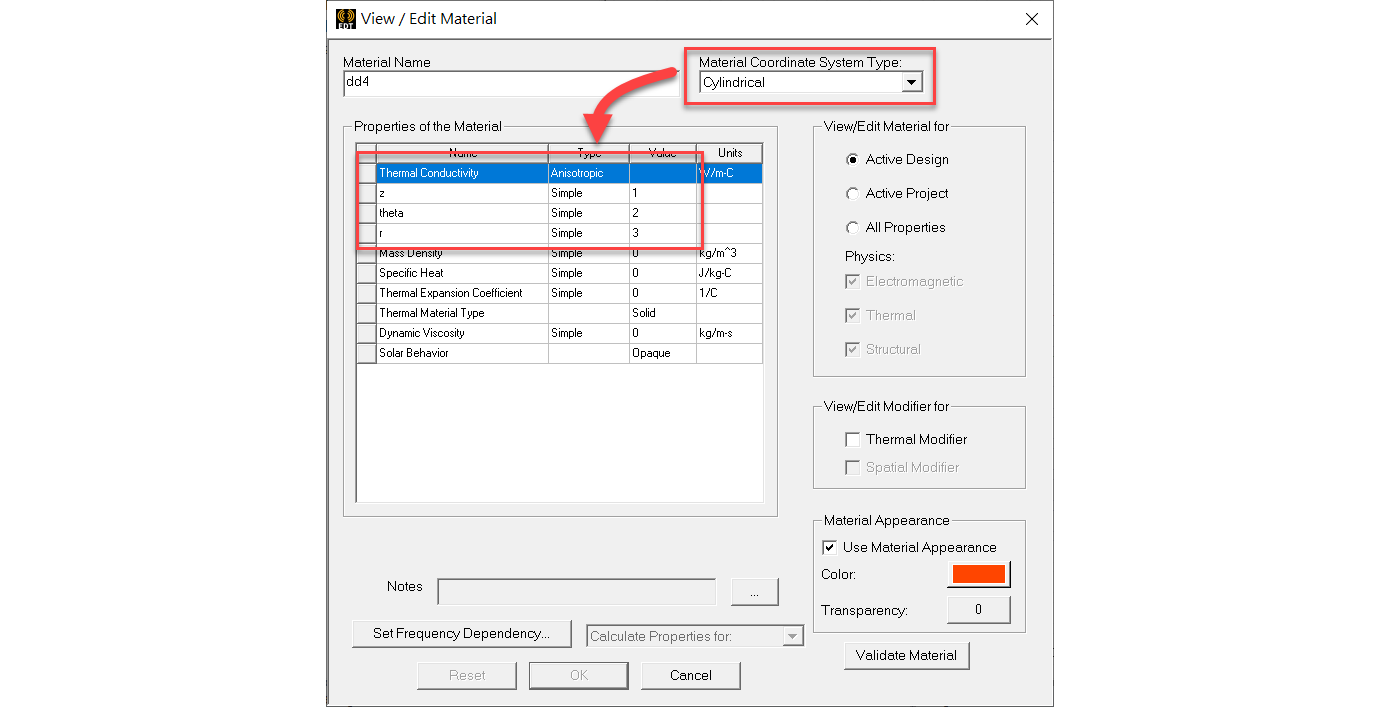 EDT View / Edit Material
Material Name
dd4
Material Coordinate System Type:
Cylindrical
Properties of the Material
Name Type Value Units
Thermal Conductivity Anisotropic W/m-C
z Simple 1
theta Simple 2
r Simple 3
Mass Density Simple 0 kg/m^3
Specific Heat Simple 0 J/kg-C
Thermal Expansion Coefficient Simple 0 1/C
Thermal Material Type Solid
Dynamic Viscosity Simple 0 kg/m-s
Solar Behavior Opaque
View/Edit Material for
Active Design
Active Project
All Properties
Physics:
Electromagnetic
Thermal
Structural
View/Edit Modifier for
Thermal Modifier
Spatial Modifier
Material Appearance
Use Material Appearance
Color:
Transparency: 0
Notes ...
Set Frequency Dependency... Calculate Properties for:
Validate Material
Reset OK Cancel